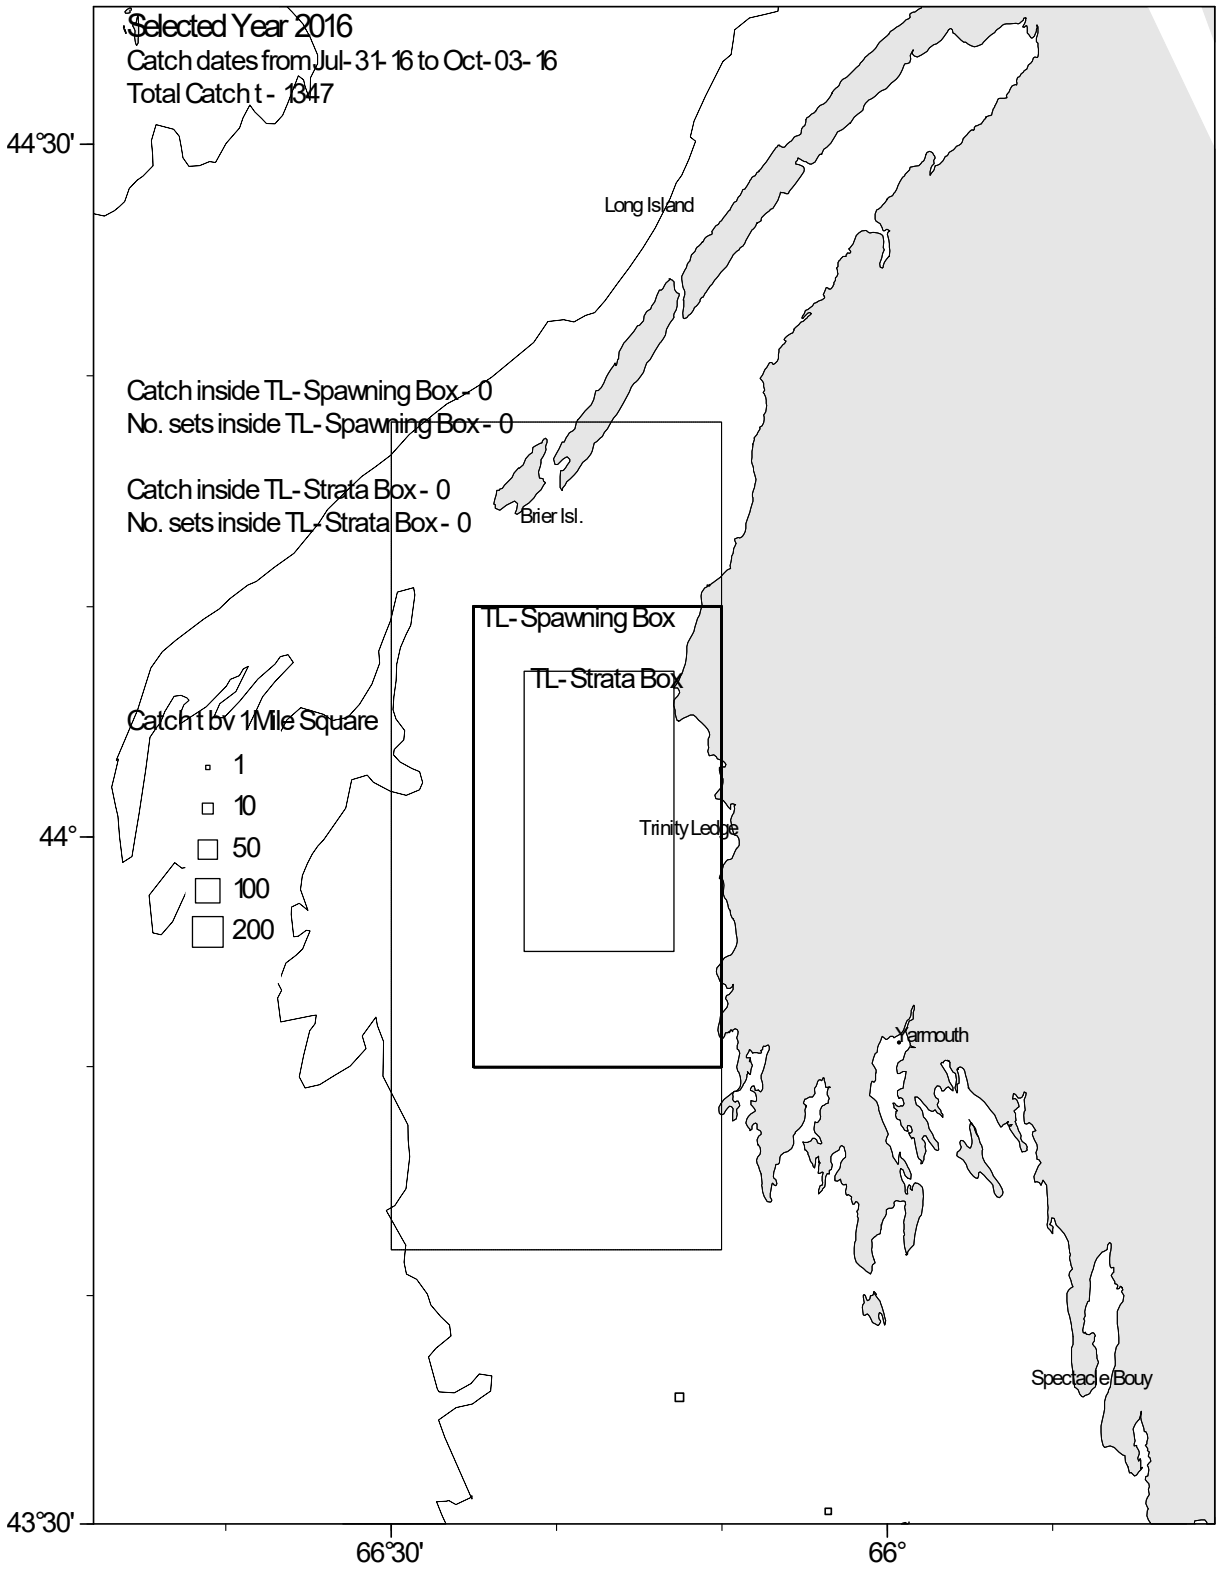 Selected Year 2016
Catch dates from Jul-31-16 to Oct-03-16
Total Catch t - 1347
44°30'
Long Island
Catch inside TL-Spawning Box - 0
No. sets inside TL-Spawning Box - 0
Catch inside TL-Strata Box - 0
No. sets inside TL-Strata Box - 0
Brier Isl.
TL-Spawning Box
TL-Strata Box
Catch t by 1 Mile Square
1
10
50
100
200
44°
Trinity Ledge
Yarmouth
Spectacle Bouy
43°30'
66°30'
66°